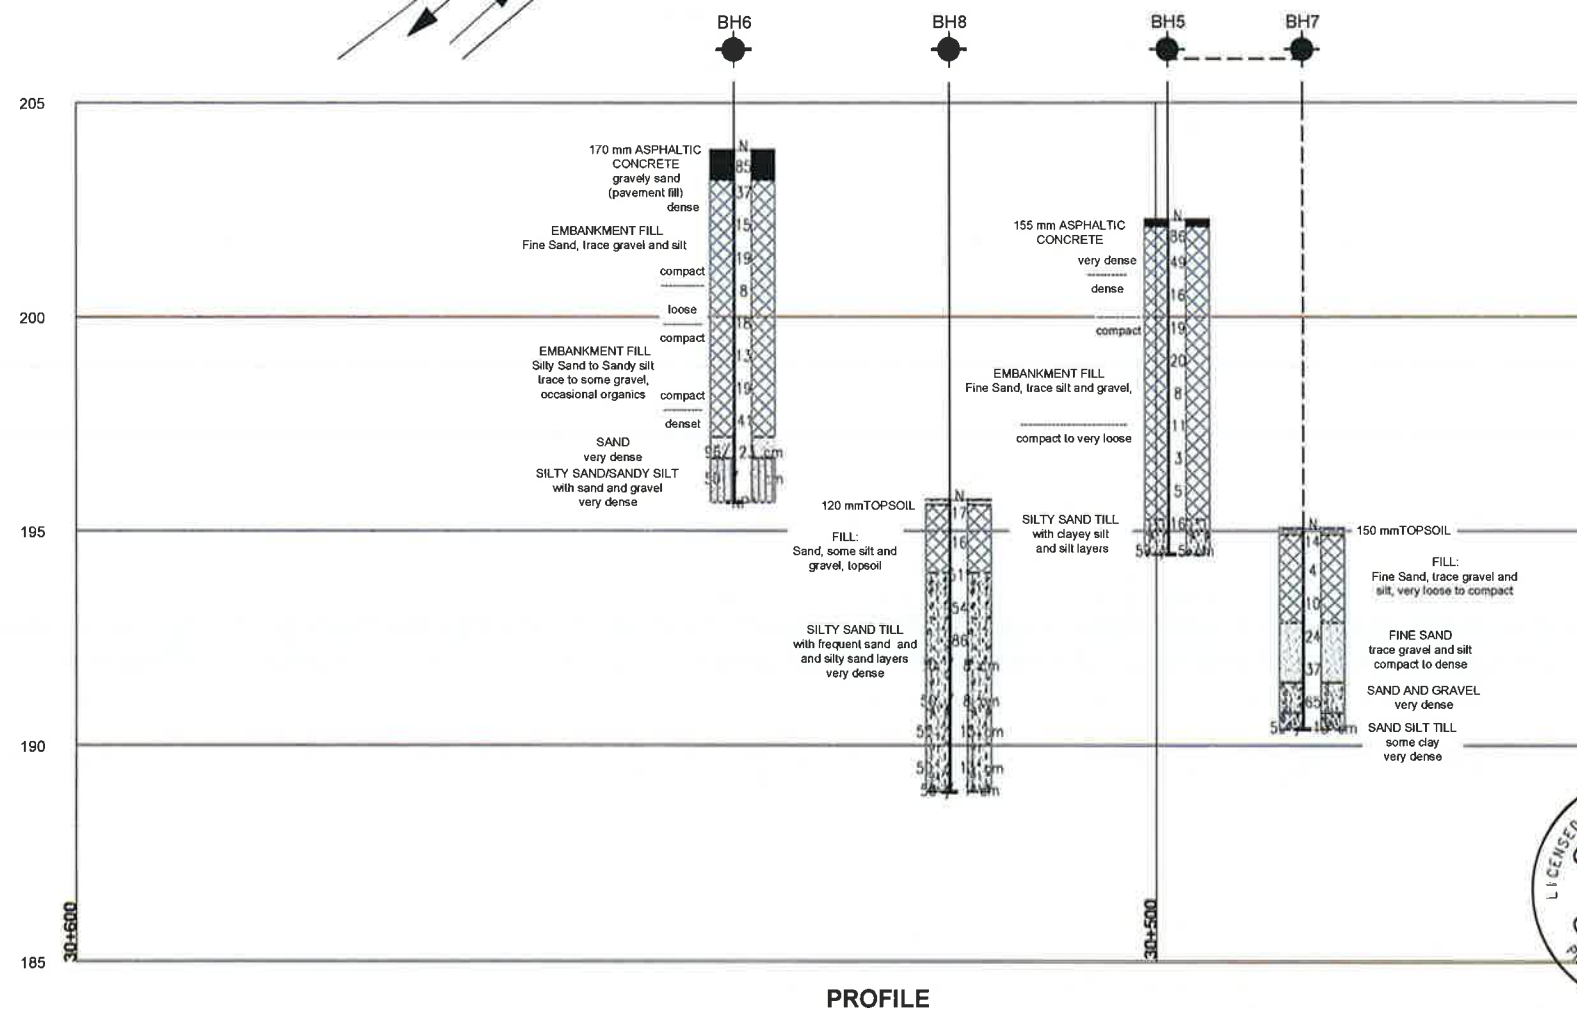 BH6
BH8
BH5
BH7
205
200
195
190
185
170 mm ASPHALTIC
CONCRETE
gravely sand
(pavement fill)
dense
EMBANKMENT FILL
Fine Sand, trace gravel and silt
compact
loose
compact
EMBANKMENT FILL
Silty Sand to Sandy silt
trace to some gravel,
occasional organics
compact
denset
SAND
very dense
SILTY SAND/SANDY SILT
with sand and gravel
very dense
N
85
37
15
19
8
18
13
19
41
120 mmTOPSOIL
FILL:
Sand, some silt and
gravel, topsoil
SILTY SAND TILL
with frequent sand and
and silty sand layers
very dense
N
17
16
51
54
86
155 mm ASPHALTIC
CONCRETE
very dense
dense
compact
EMBANKMENT FILL
Fine Sand, trace silt and gravel,
compact to very loose
SILTY SAND TILL
with clayey silt
and silt layers
N
86
49
16
19
20
8
11
3
5
16
150 mmTOPSOIL
FILL:
Fine Sand, trace gravel and
silt, very loose to compact
FINE SAND
trace gravel and silt
compact to dense
SAND AND GRAVEL
very dense
SAND SILT TILL
some clay
very dense
N
14
4
10
24
37
65
30+600
30+500
LICENSED
PROFILE